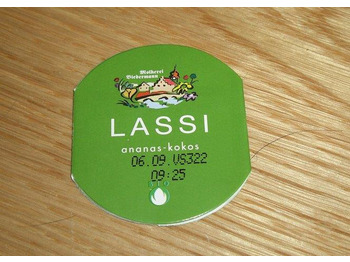 Molkerei
Biedermann
LASSI
ananas-kokos
06.09.VS322
09:25